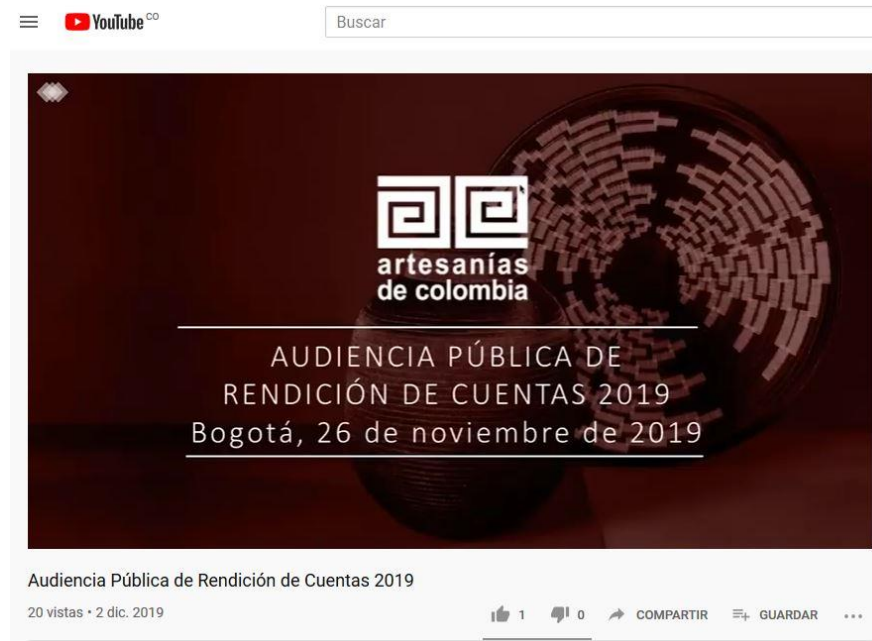 YouTube CO
Buscar
artesanías
de colombia
AUDIENCIA PÚBLICA DE
RENDICIÓN DE CUENTAS 2019
Bogotá, 26 de noviembre de 2019
Audiencia Pública de Rendición de Cuentas 2019
20 vistas • 2 dic. 2019
1 0 COMPARTIR GUARDAR